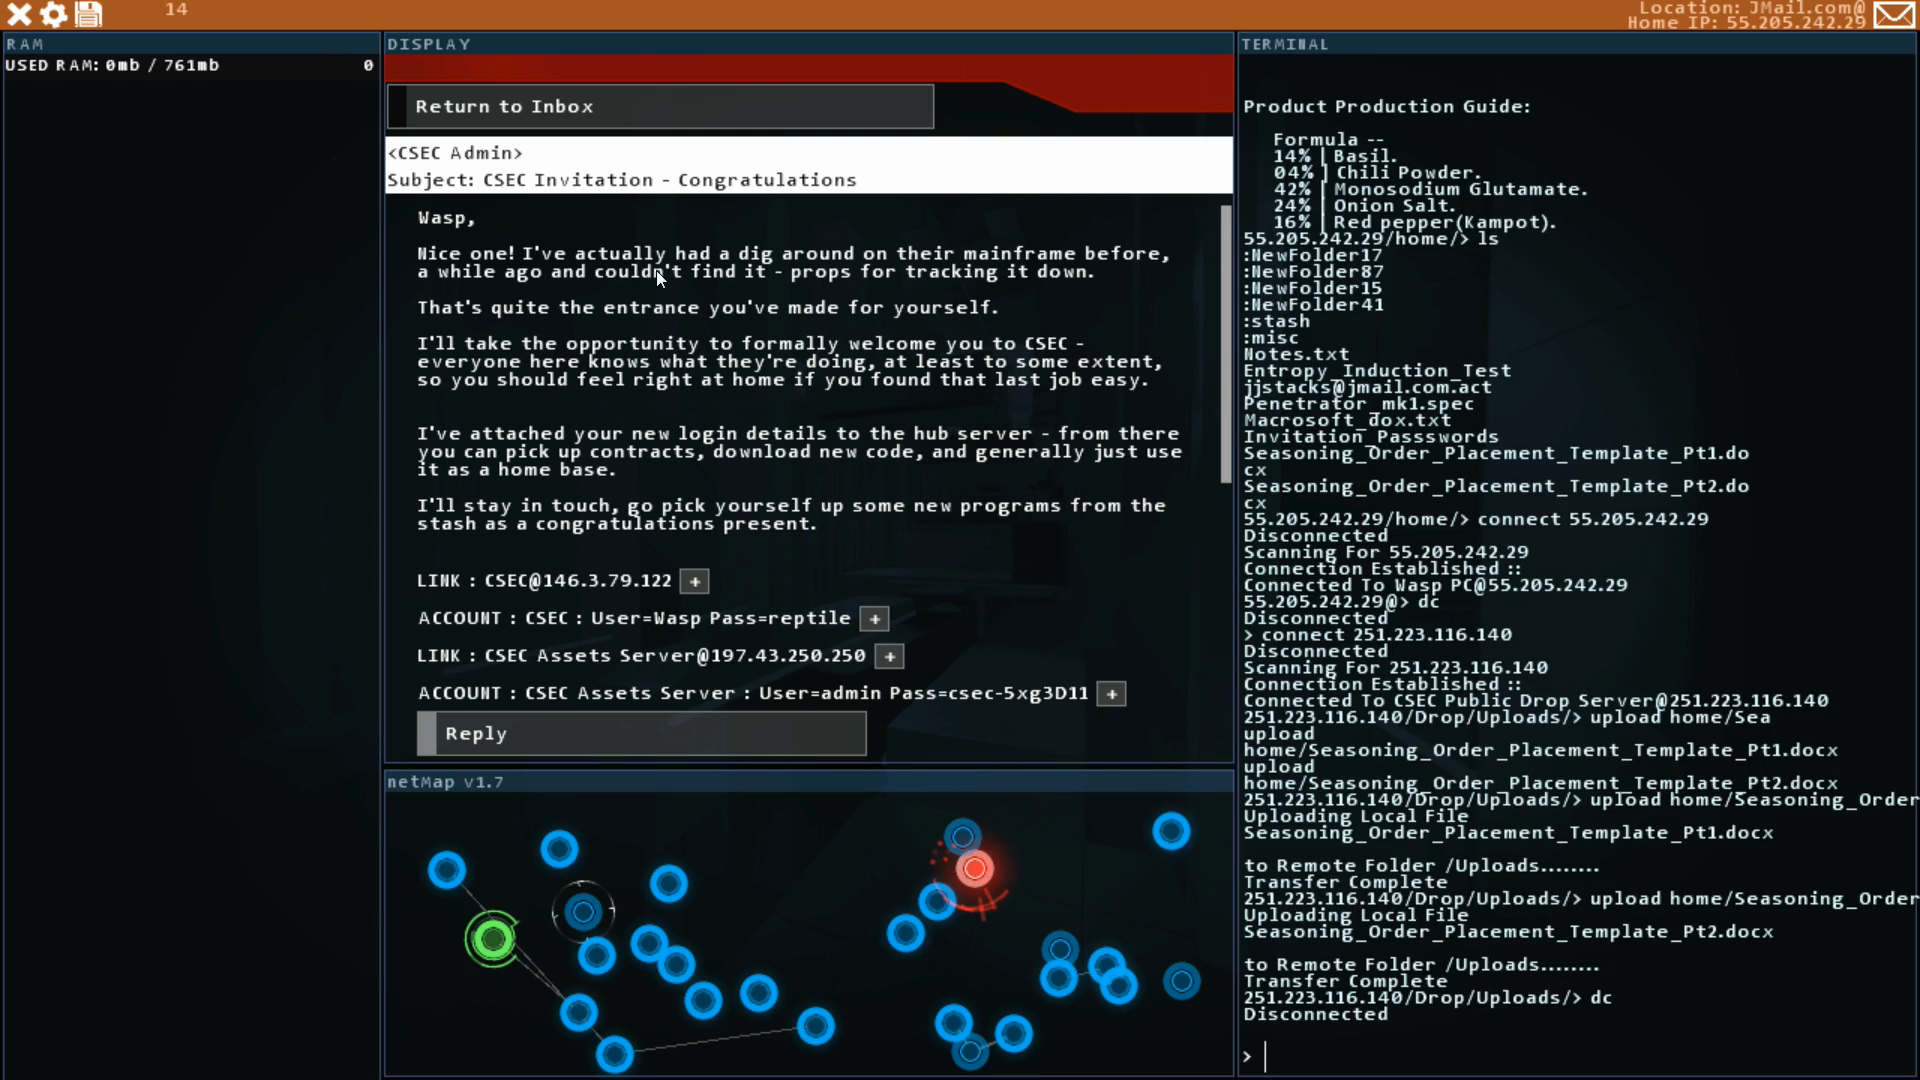 14
Location: JMail.com@
Home IP: 55.205.242.29
RAM
USED RAM: 0mb / 761mb 0
DISPLAY
Return to Inbox
<CSEC Admin>
Subject: CSEC Invitation - Congratulations
Wasp,
Nice one! I've actually had a dig around on their mainframe before,
a while ago and couldn't find it - props for tracking it down.
That's quite the entrance you've made for yourself.
I'll take the opportunity to formally welcome you to CSEC -
everyone here knows what they're doing, at least to some extent,
so you should feel right at home if you found that last job easy.
I've attached your new login details to the hub server - from there
you can pick up contracts, download new code, and generally just use
it as a home base.
I'll stay in touch, go pick yourself up some new programs from the
stash as a congratulations present.
LINK : CSEC@146.3.79.122 +
ACCOUNT : CSEC : User=Wasp Pass=reptile +
LINK : CSEC Assets Server@197.43.250.250 +
ACCOUNT : CSEC Assets Server : User=admin Pass=csec-5xg3D11 +
Reply
netMap v1.7
TERMINAL
Product Production Guide:
Formula --
14% | Basil.
04% | Chili Powder.
42% | Monosodium Glutamate.
24% | Onion Salt.
16% | Red pepper(Kampot).
55.205.242.29/home/> ls
:NewFolder17
:NewFolder87
:NewFolder15
:NewFolder41
:stash
:misc
Notes.txt
Entropy_Induction_Test
jjstacks@jmail.com.act
Penetrator_mk1.spec
Macrosoft_dox.txt
Invitation_Passswords
Seasoning_Order_Placement_Template_Pt1.do
cx
Seasoning_Order_Placement_Template_Pt2.do
cx
55.205.242.29/home/> connect 55.205.242.29
Disconnected
Scanning For 55.205.242.29
Connection Established ::
Connected To Wasp PC@55.205.242.29
55.205.242.29@> dc
Disconnected
> connect 251.223.116.140
Disconnected
Scanning For 251.223.116.140
Connection Established ::
Connected To CSEC Public Drop Server@251.223.116.140
251.223.116.140/Drop/Uploads/> upload home/Sea
upload
home/Seasoning_Order_Placement_Template_Pt1.docx
upload
home/Seasoning_Order_Placement_Template_Pt2.docx
251.223.116.140/Drop/Uploads/> upload home/Seasoning_Order
Uploading Local File
Seasoning_Order_Placement_Template_Pt1.docx
to Remote Folder /Uploads........
Transfer Complete
251.223.116.140/Drop/Uploads/> upload home/Seasoning_Order
Uploading Local File
Seasoning_Order_Placement_Template_Pt2.docx
to Remote Folder /Uploads........
Transfer Complete
251.223.116.140/Drop/Uploads/> dc
Disconnected
>